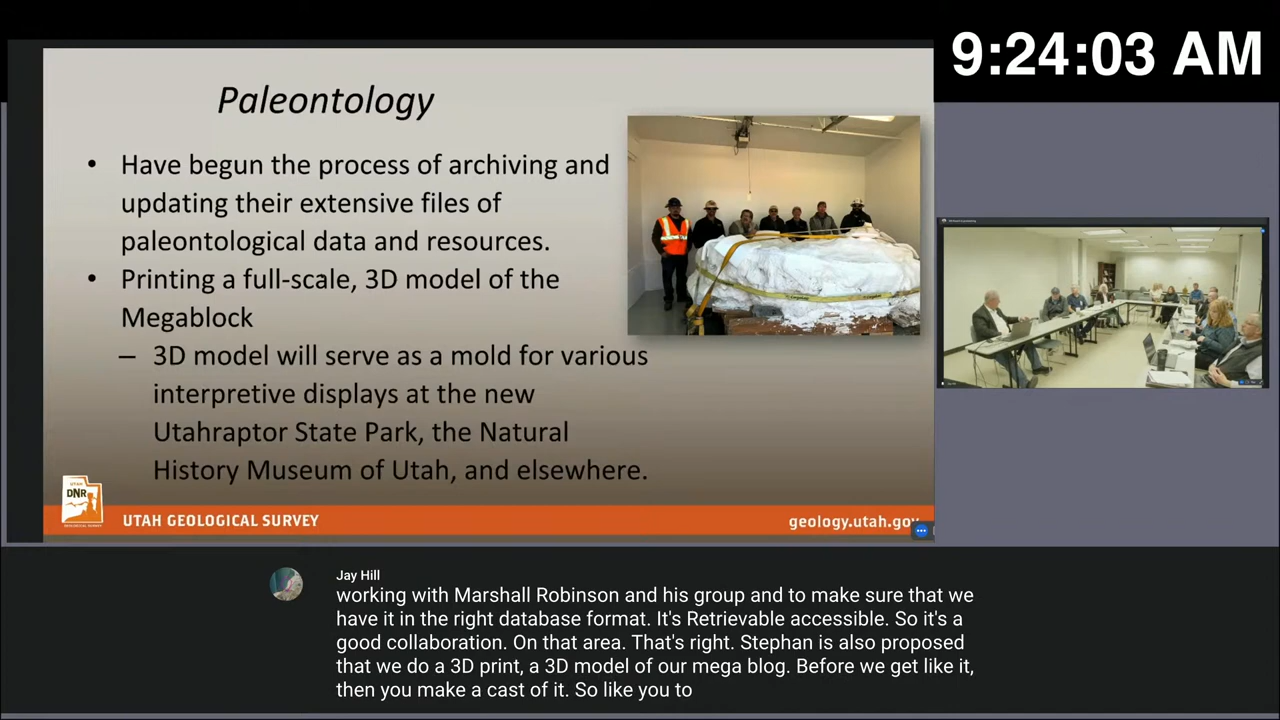 9:24:03 AM
Paleontology
• Have begun the process of archiving and
updating their extensive files of
paleontological data and resources.
• Printing a full-scale, 3D model of the
Megablock
– 3D model will serve as a mold for various
interpretive displays at the new
Utahraptor State Park, the Natural
History Museum of Utah, and elsewhere.
UTAH
DNR
GEOLOGICAL SURVEY
UTAH GEOLOGICAL SURVEY
geology.utah.gov
Jay Hill
working with Marshall Robinson and his group and to make sure that we
have it in the right database format. It's Retrievable accessible. So it's a
good collaboration. On that area. That's right. Stephan is also proposed
that we do a 3D print, a 3D model of our mega blog. Before we get like it,
then you make a cast of it. So like you to